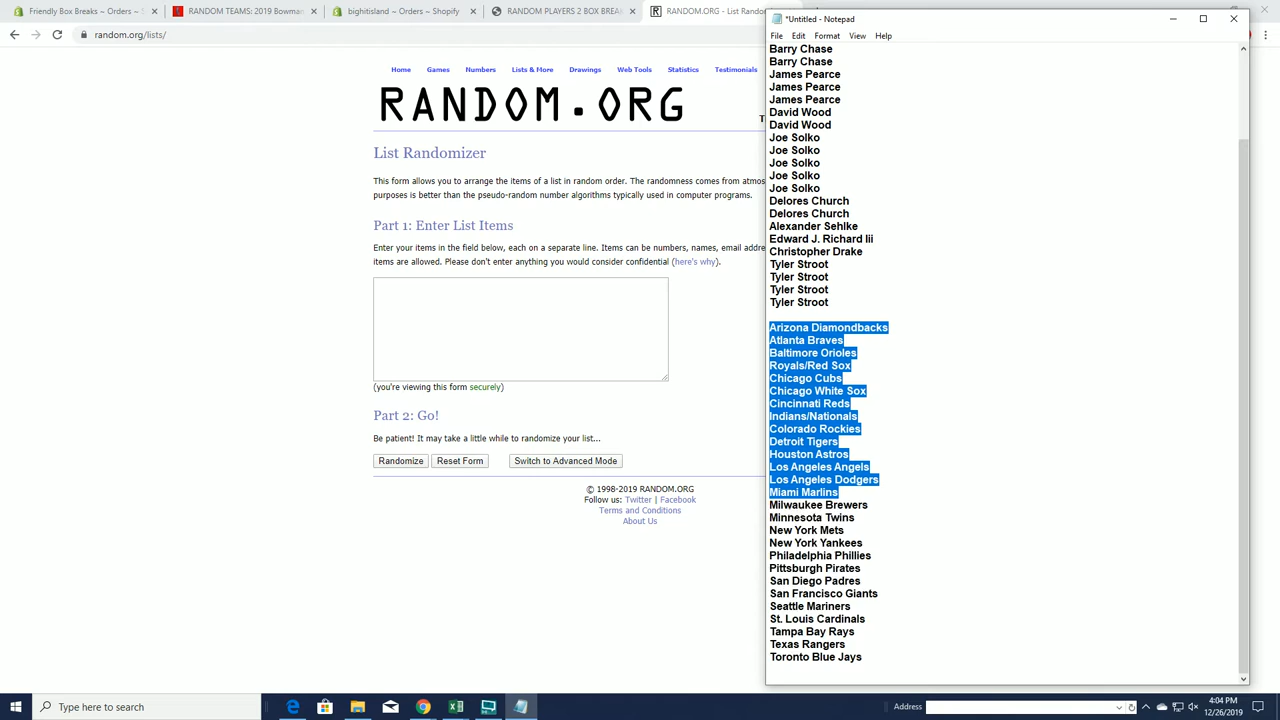 Friendly Box Breaks ~ Orders ~ S
RANDOM TEAMS: 2019 Bowman
bighitisland ~ Orders ~ Shopify
RANDOM PLAYERS 2 BOX BREAK
RANDOM.ORG - List Rando
random.org/lists/
Home
Games
Numbers
Lists & More
Drawings
Web Tools
Statistics
Testimonials
RANDOM.ORG
List Randomizer
This form allows you to arrange the items of a list in random order. The randomness comes from atmos
purposes is better than the pseudo-random number algorithms typically used in computer programs.
Part 1: Enter List Items
Enter your items in the field below, each on a separate line. Items can be numbers, names, email addre
items are allowed. Please don't enter anything you would consider confidential (here's why).
(you're viewing this form securely)
Part 2: Go!
Be patient! It may take a little while to randomize your list...
Randomize
Reset Form
Switch to Advanced Mode
© 1998-2019 RANDOM.ORG
Follow us: Twitter | Facebook
Terms and Conditions
About Us
*Untitled - Notepad
File
Edit
Format
View
Help
Barry Chase
Barry Chase
James Pearce
James Pearce
James Pearce
David Wood
David Wood
Joe Solko
Joe Solko
Joe Solko
Joe Solko
Joe Solko
Delores Church
Delores Church
Alexander Sehlke
Edward J. Richard Iii
Christopher Drake
Tyler Stroot
Tyler Stroot
Tyler Stroot
Tyler Stroot
Arizona Diamondbacks
Atlanta Braves
Baltimore Orioles
Royals/Red Sox
Chicago Cubs
Chicago White Sox
Cincinnati Reds
Indians/Nationals
Colorado Rockies
Detroit Tigers
Houston Astros
Los Angeles Angels
Los Angeles Dodgers
Miami Marlins
Milwaukee Brewers
Minnesota Twins
New York Mets
New York Yankees
Philadelphia Phillies
Pittsburgh Pirates
San Diego Padres
San Francisco Giants
Seattle Mariners
St. Louis Cardinals
Tampa Bay Rays
Texas Rangers
Toronto Blue Jays
Type here to search
Address
4:04 PM
12/26/2019